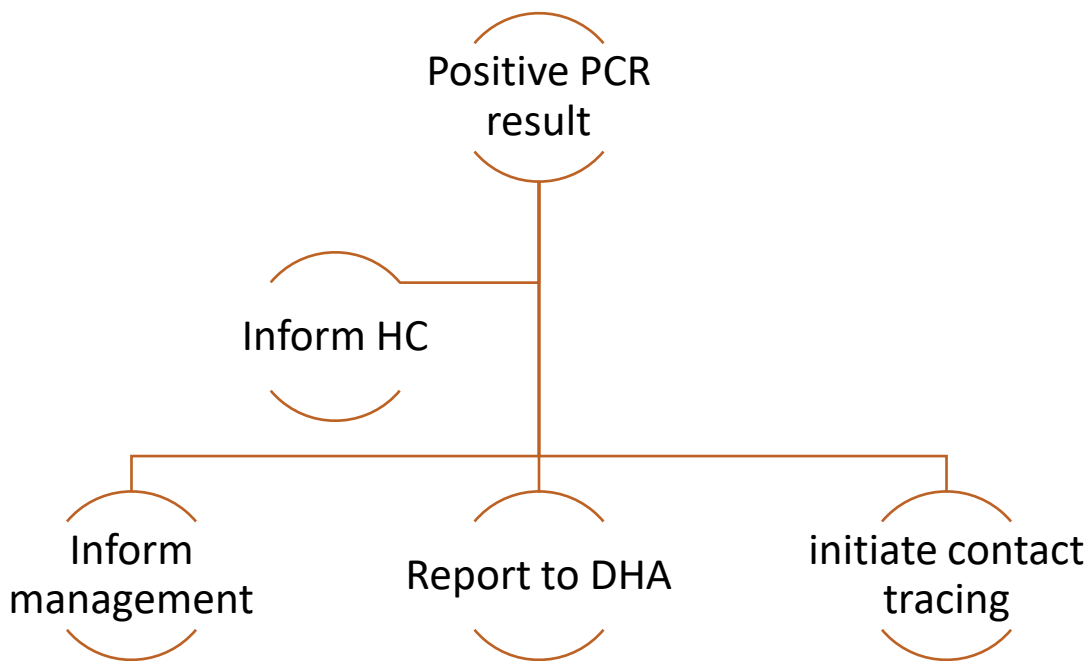 Positive PCR
result
Inform HC
Inform
management
Report to DHA
initiate contact
tracing